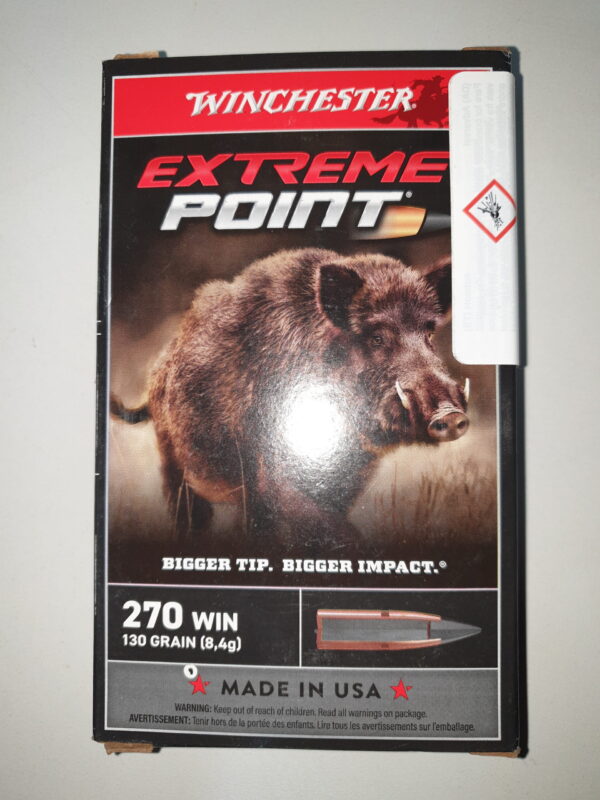 WINCHESTER®
EXTREME
POINT®
BIGGER TIP. BIGGER IMPACT.®
270 WIN
130 GRAIN (8,4g)
MADE IN USA
WARNING: Keep out of reach of children. Read all warnings on package.
AVERTISSEMENT: Tenir hors de la portée des enfants. Lire tous les avertissements sur l'emballage.